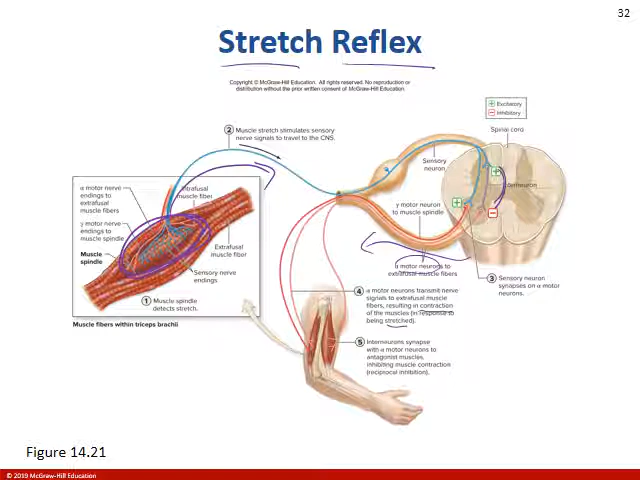 32
Stretch Reflex
Copyright © McGraw-Hill Education. All rights reserved. No reproduction or
distribution without the prior written consent of McGraw-Hill Education.
+ Excitatory
− Inhibitory
Spinal cord
2 Muscle stretch stimulates sensory
nerve signals to travel to the CNS.
Sensory
neuron
α motor nerve
endings to
extrafusal
muscle fibers
Intrafusal
muscle fiber
γ motor nerve
endings to
muscle spindle
γ motor neuron
to muscle spindle
Muscle
spindle
Extrafusal
muscle fiber
Sensory nerve
endings
α motor neurons to
extrafusal muscle fibers
3 Sensory neuron
synapses on α motor
neurons.
1 Muscle spindle
detects stretch.
4 α motor neurons transmit nerve
signals to extrafusal muscle
fibers, resulting in contraction
of the muscles (in response to
being stretched).
Muscle fibers within triceps brachii
5 Interneurons synapse
with α motor neurons to
antagonist muscles,
inhibiting muscle contraction
(reciprocal inhibition).
Figure 14.21
© 2019 McGraw-Hill Education